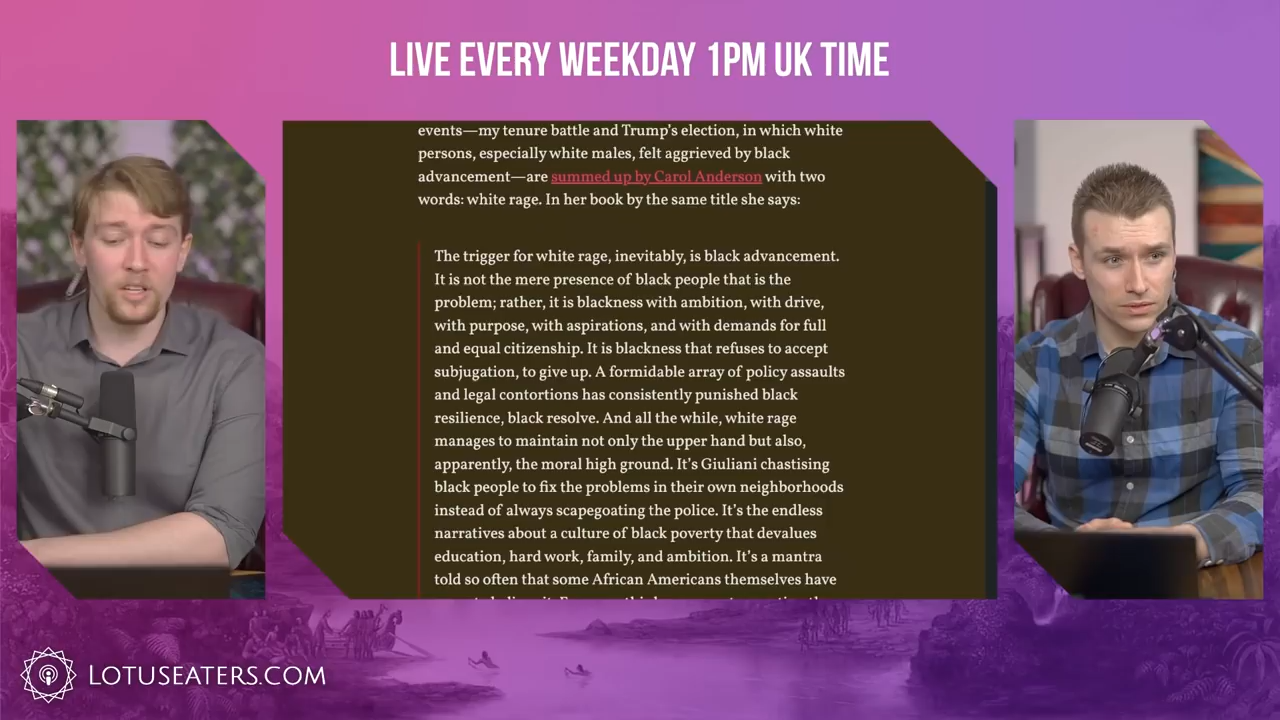 LIVE EVERY WEEKDAY 1PM UK TIME
events—my tenure battle and Trump's election, in which white
persons, especially white males, felt aggrieved by black
advancement—are summed up by Carol Anderson with two
words: white rage. In her book by the same title she says:
The trigger for white rage, inevitably, is black advancement.
It is not the mere presence of black people that is the
problem; rather, it is blackness with ambition, with drive,
with purpose, with aspirations, and with demands for full
and equal citizenship. It is blackness that refuses to accept
subjugation, to give up. A formidable array of policy assaults
and legal contortions has consistently punished black
resilience, black resolve. And all the while, white rage
manages to maintain not only the upper hand but also,
apparently, the moral high ground. It's Giuliani chastising
black people to fix the problems in their own neighborhoods
instead of always scapegoating the police. It's the endless
narratives about a culture of black poverty that devalues
education, hard work, family, and ambition. It's a mantra
told so often that some African Americans themselves have
LOTUSEATERS.COM